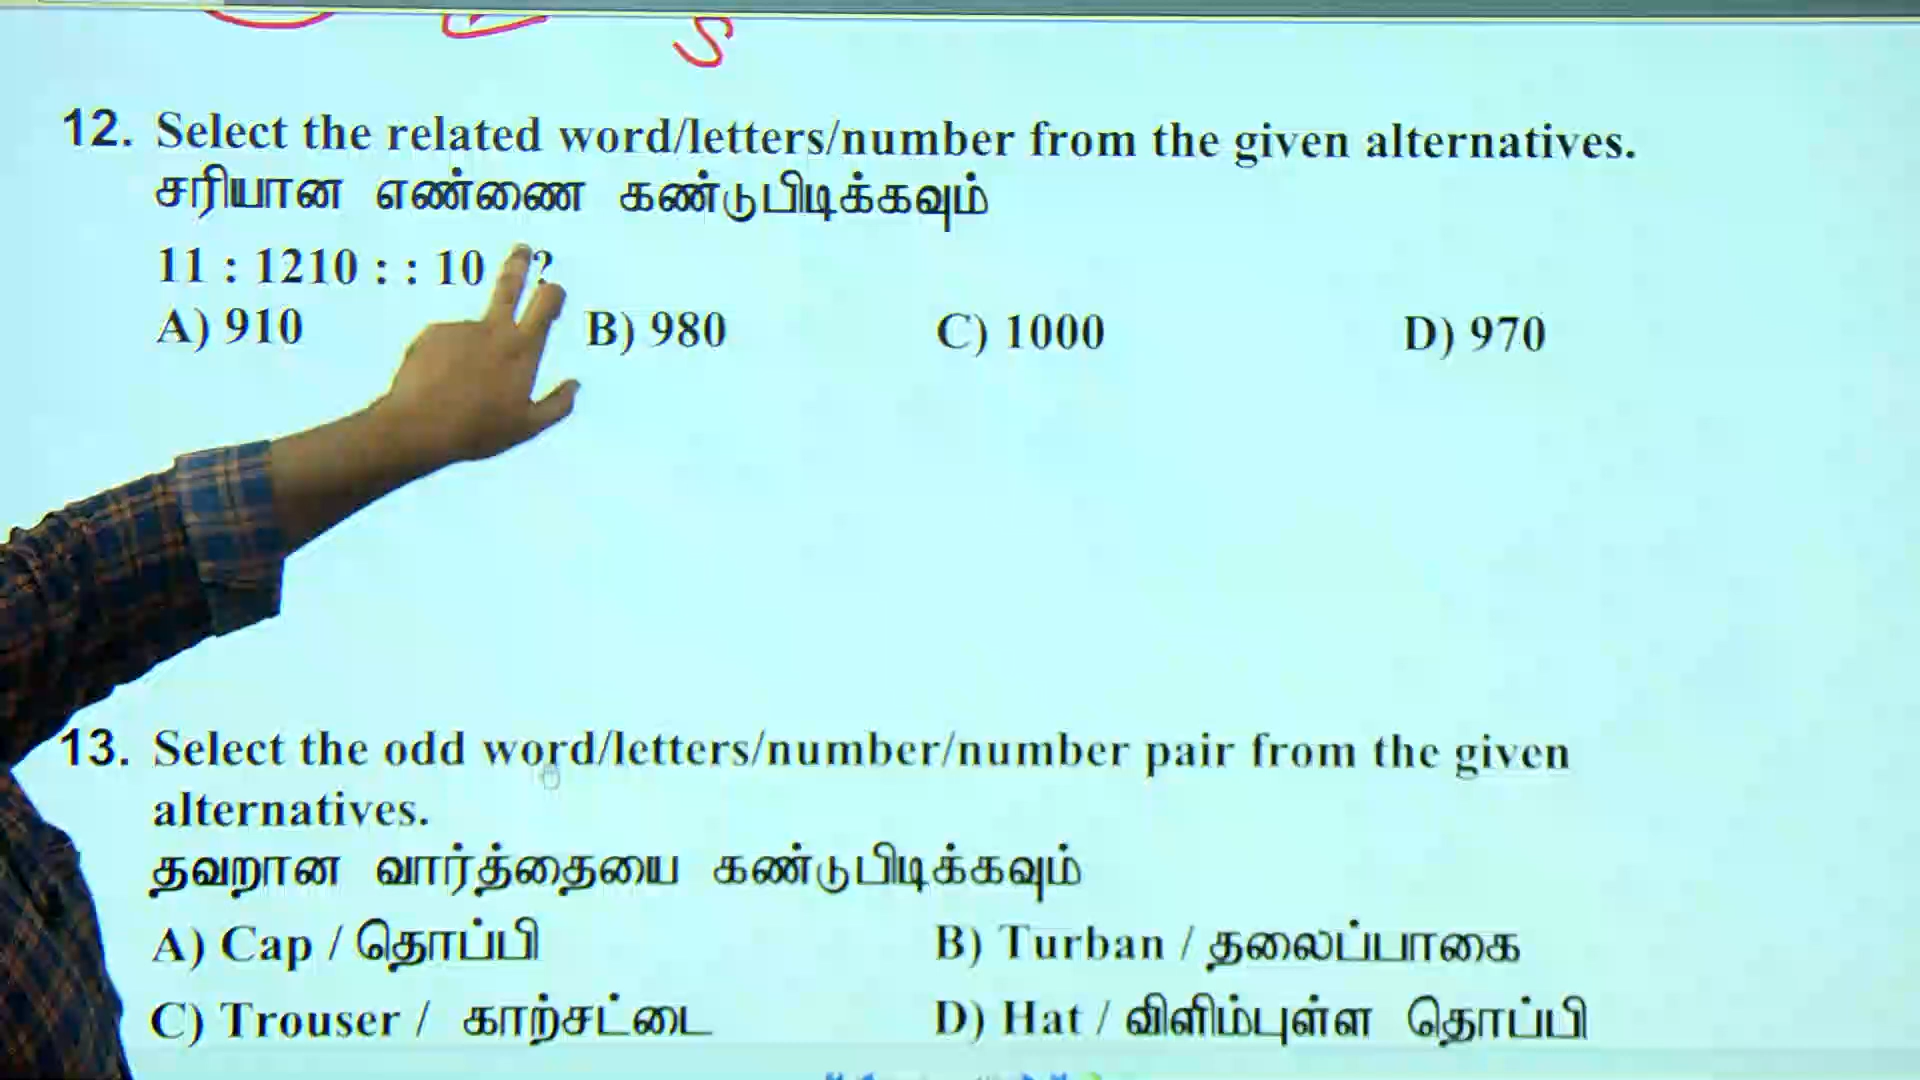 S
12. Select the related word/letters/number from the given alternatives.
சரியான எண்ணை கண்டுபிடிக்கவும்
11 : 1210 : : 10 ?
A) 910 B) 980 C) 1000 D) 970
13. Select the odd word/letters/number/number pair from the given
alternatives.
தவறான வார்த்தையை கண்டுபிடிக்கவும்
A) Cap / தொப்பி B) Turban / தலைப்பாகை
C) Trouser / காற்சட்டை D) Hat / விளிம்புள்ள தொப்பி